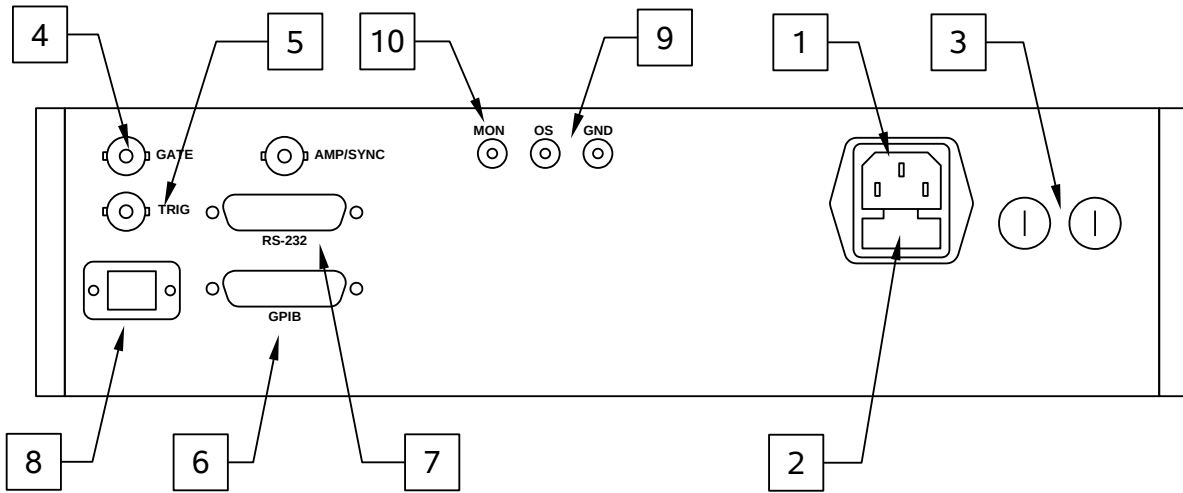 4
5
10
9
1
3
MON OS GND
GATE
AMP/SYNC
TRIG
RS-232
GPIB
8
6
7
2